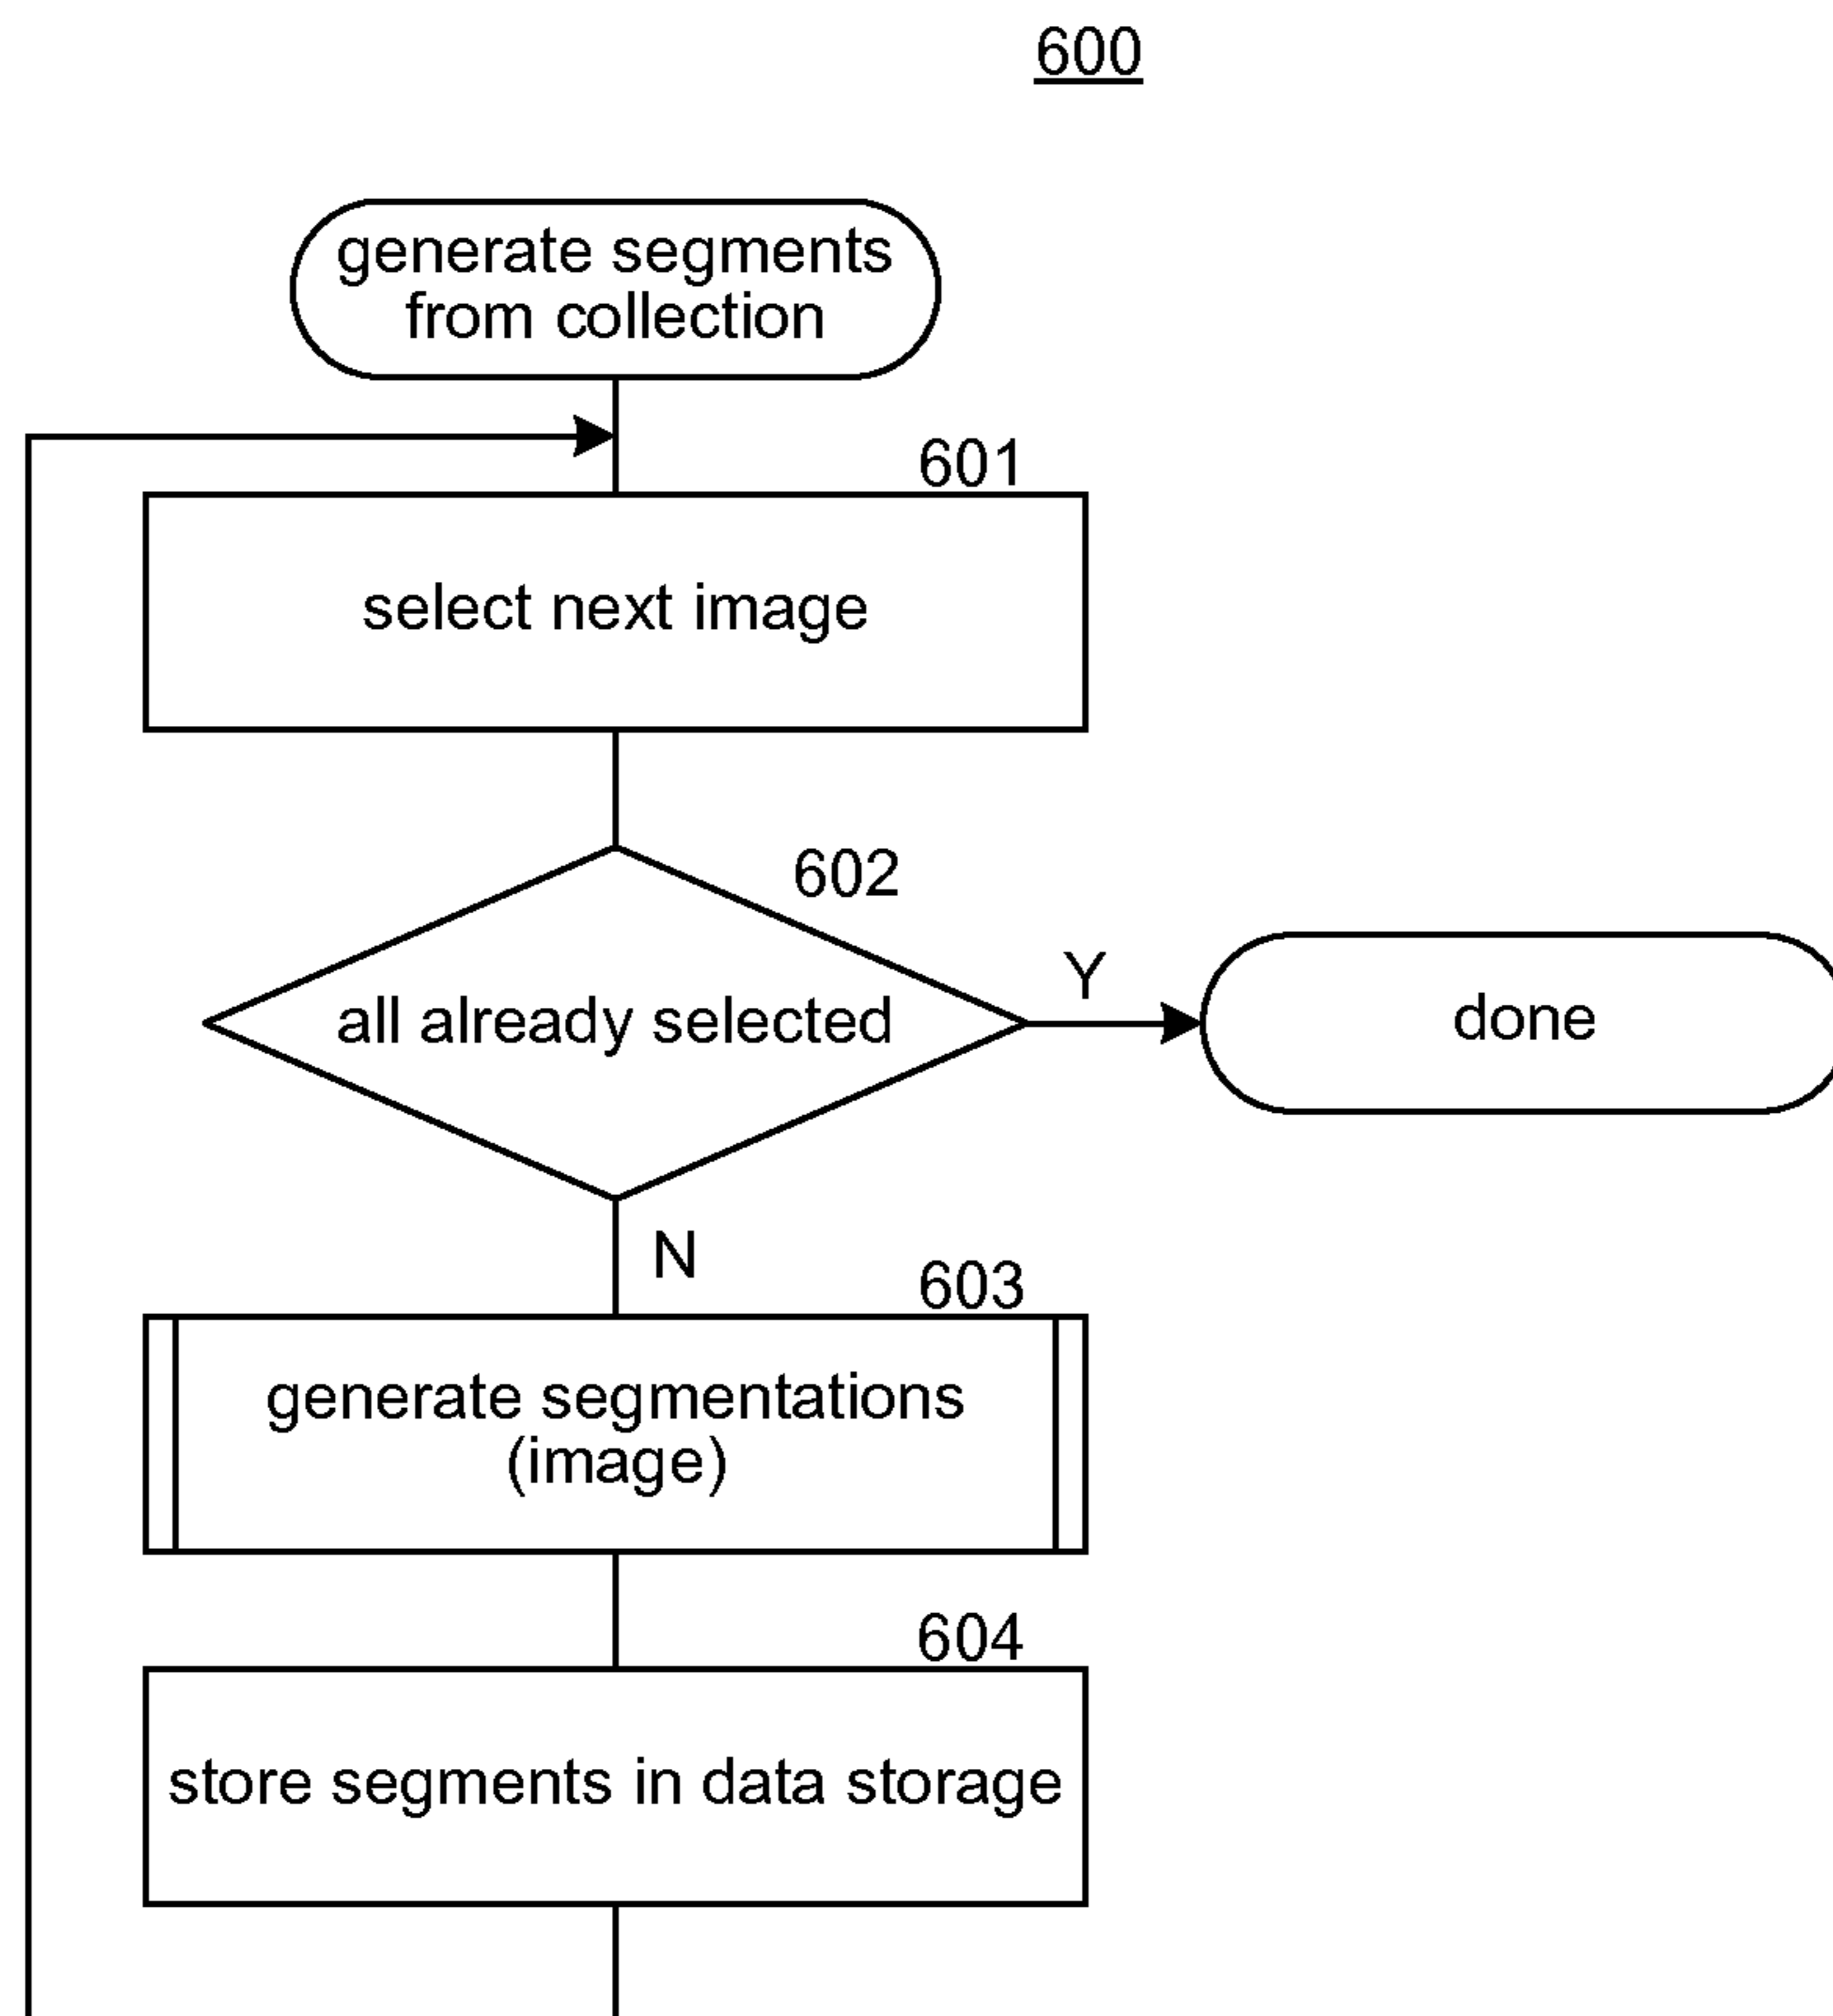 600
generate segments
from collection
601
select next image
602
all already selected
Y
done
N
603
generate segmentations
(image)
604
store segments in data storage